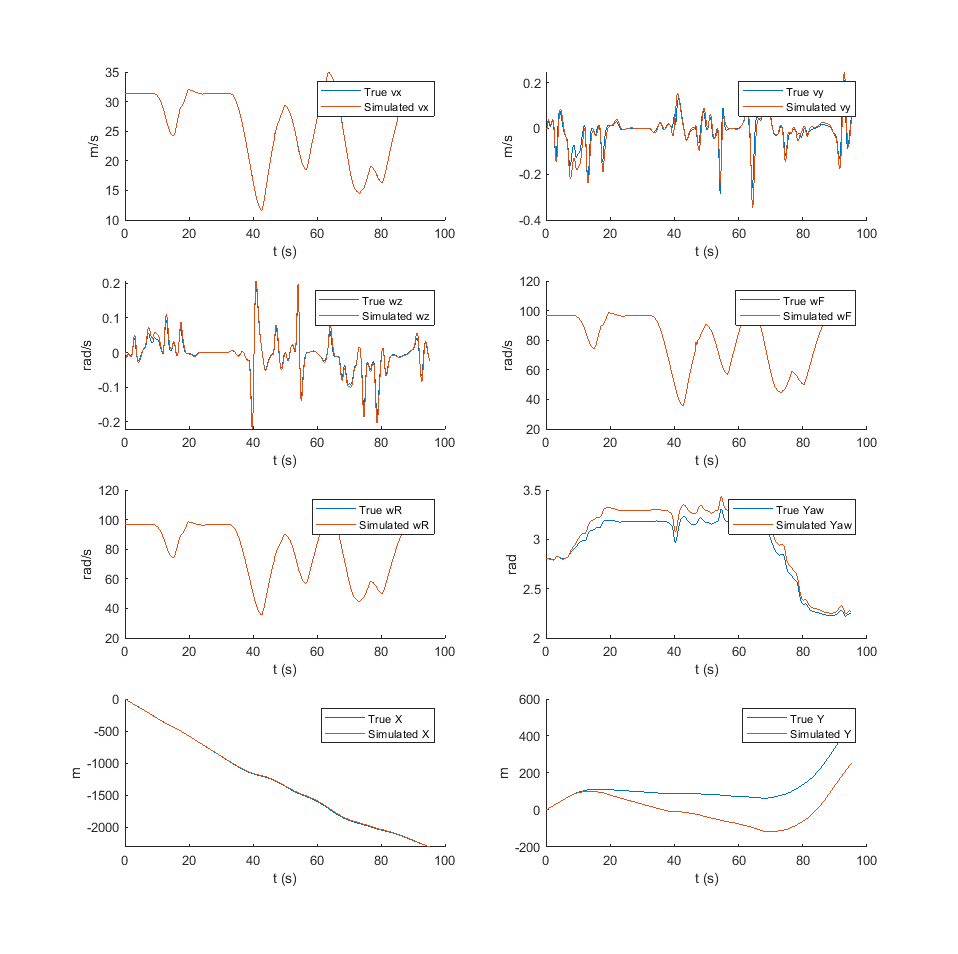 35
30
25
20
15
10
m/s
0 20 40 60 80 100
t (s)
True vx
Simulated vx
0.2
0
-0.2
-0.4
m/s
0 20 40 60 80 100
t (s)
True vy
Simulated vy
0.2
0.1
0
-0.1
-0.2
rad/s
0 20 40 60 80 100
t (s)
True wz
Simulated wz
120
100
80
60
40
20
rad/s
0 20 40 60 80 100
t (s)
True wF
Simulated wF
120
100
80
60
40
20
rad/s
0 20 40 60 80 100
t (s)
True wR
Simulated wR
3.5
3
2.5
2
rad
0 20 40 60 80 100
t (s)
True Yaw
Simulated Yaw
0
-500
-1000
-1500
-2000
m
0 20 40 60 80 100
t (s)
True X
Simulated X
600
400
200
0
-200
m
0 20 40 60 80 100
t (s)
True Y
Simulated Y